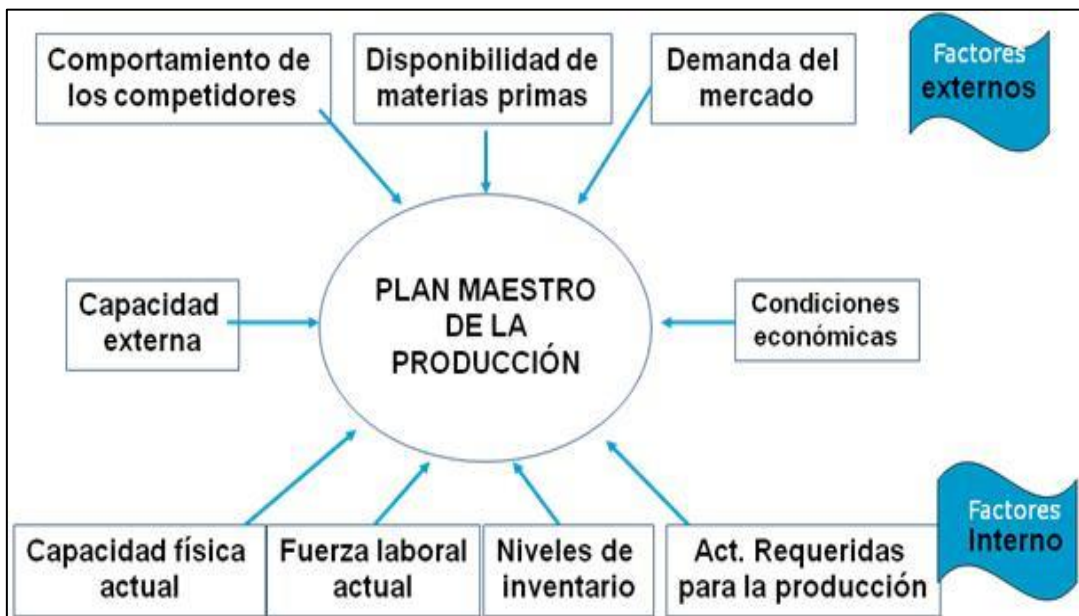 Comportamiento de
los competidores
Disponibilidad de
materias primas
Demanda del
mercado
Factores
externos
Capacidad
externa
PLAN MAESTRO
DE LA
PRODUCCIÓN
Condiciones
económicas
Capacidad física
actual
Fuerza laboral
actual
Niveles de
inventario
Act. Requeridas
para la producción
Factores
Interno